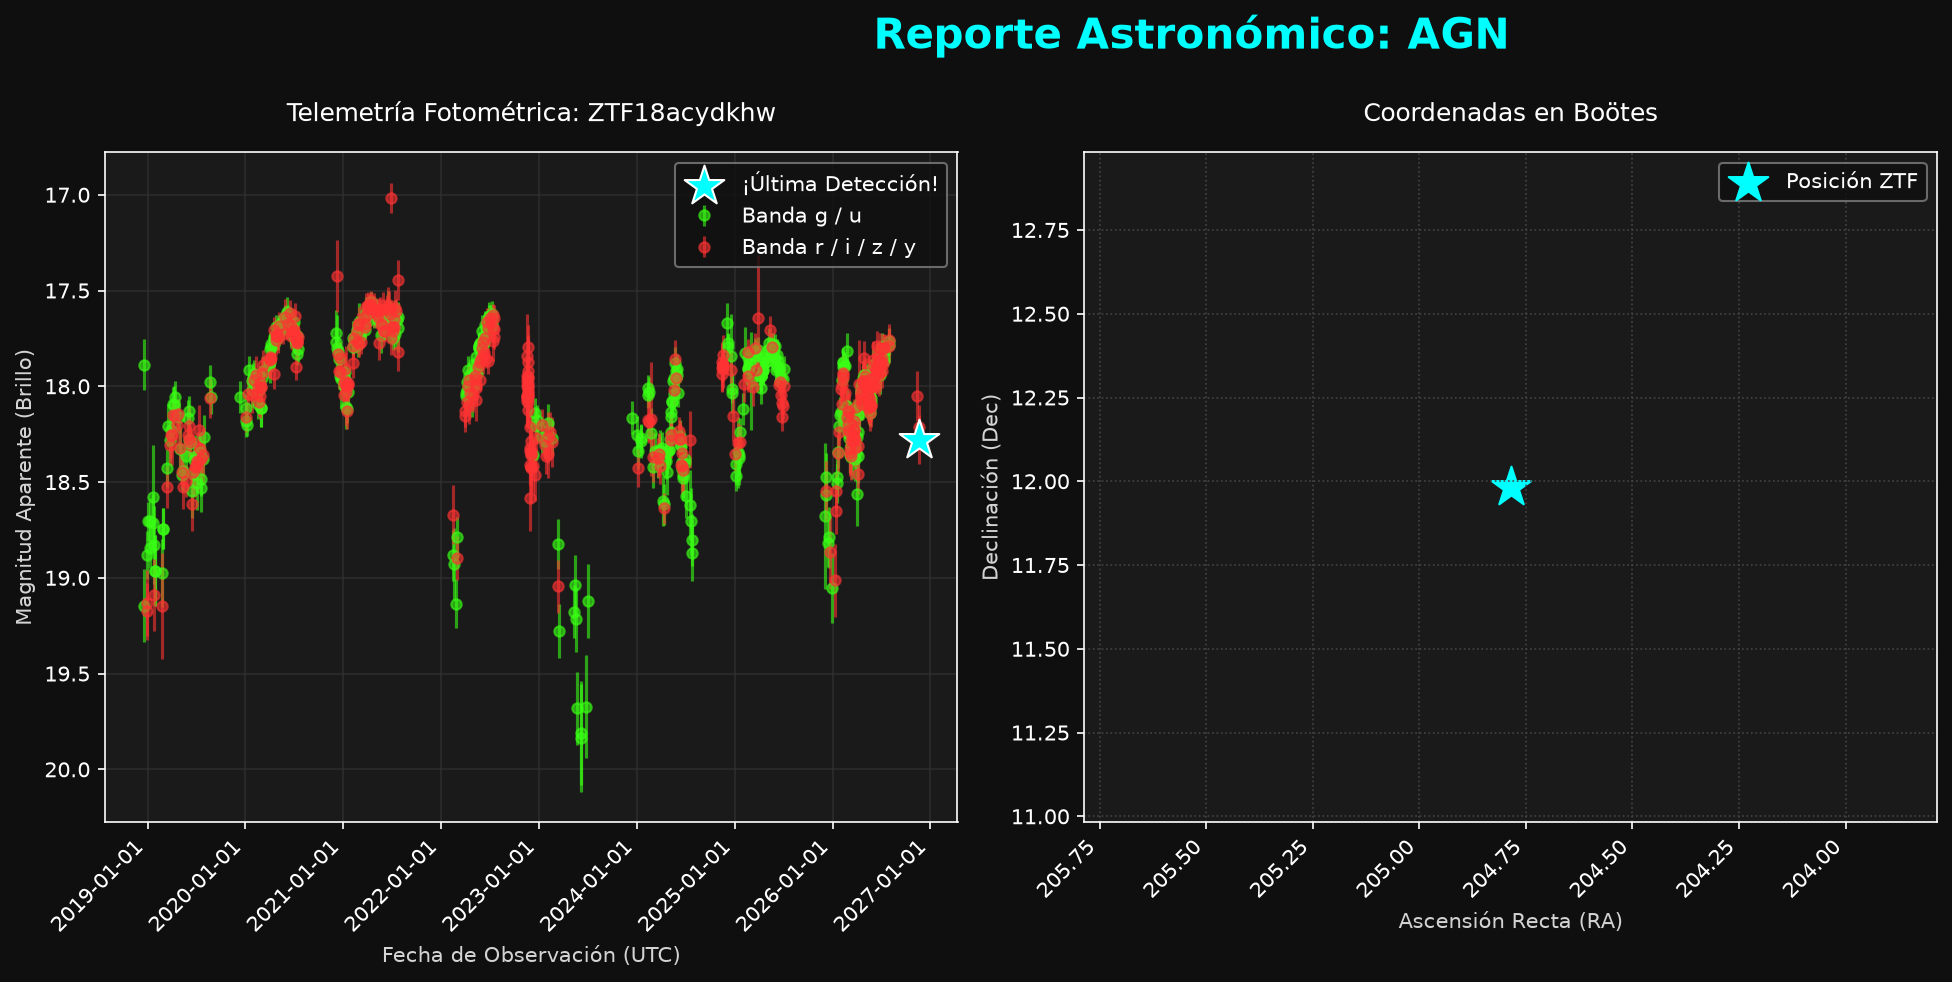 Reporte Astronómico: AGN
Telemetría Fotométrica: ZTF18acydkhw
¡Última Detección!
Banda g / u
Banda r / i / z / y
Magnitud Aparente (Brillo)
17.0
17.5
18.0
18.5
19.0
19.5
20.0
2019-01-01
2020-01-01
2021-01-01
2022-01-01
2023-01-01
2024-01-01
2025-01-01
2026-01-01
2027-01-01
Fecha de Observación (UTC)
Coordenadas en Boötes
Posición ZTF
Declinación (Dec)
12.75
12.50
12.25
12.00
11.75
11.50
11.25
11.00
205.75
205.50
205.25
205.00
204.75
204.50
204.25
204.00
Ascensión Recta (RA)